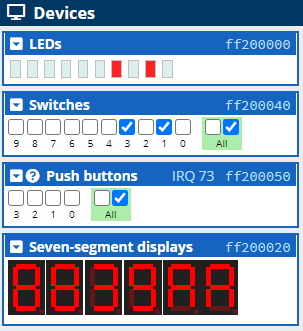 Devices
LEDs ff200000
Switches ff200040
9 8 7 6 5 4 3 2 1 0 All
Push buttons IRQ 73 ff200050
3 2 1 0 All
Seven-segment displays ff200020